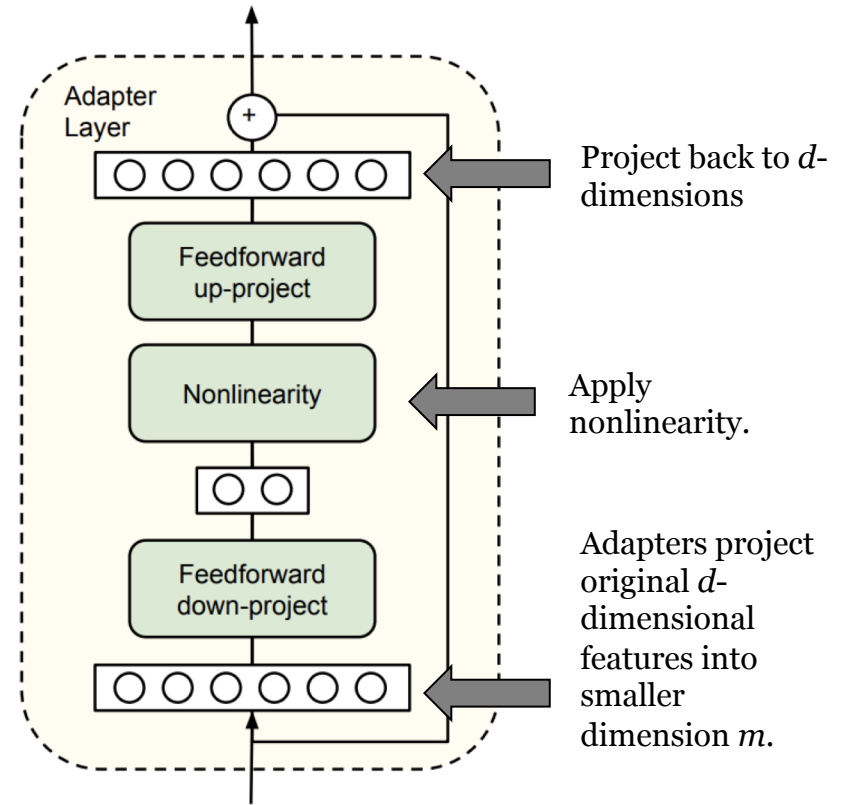 Adapter
Layer
+
Project back to d-
dimensions
Feedforward
up-project
Nonlinearity
Apply
nonlinearity.
Feedforward
down-project
Adapters project
original d-
dimensional
features into
smaller
dimension m.